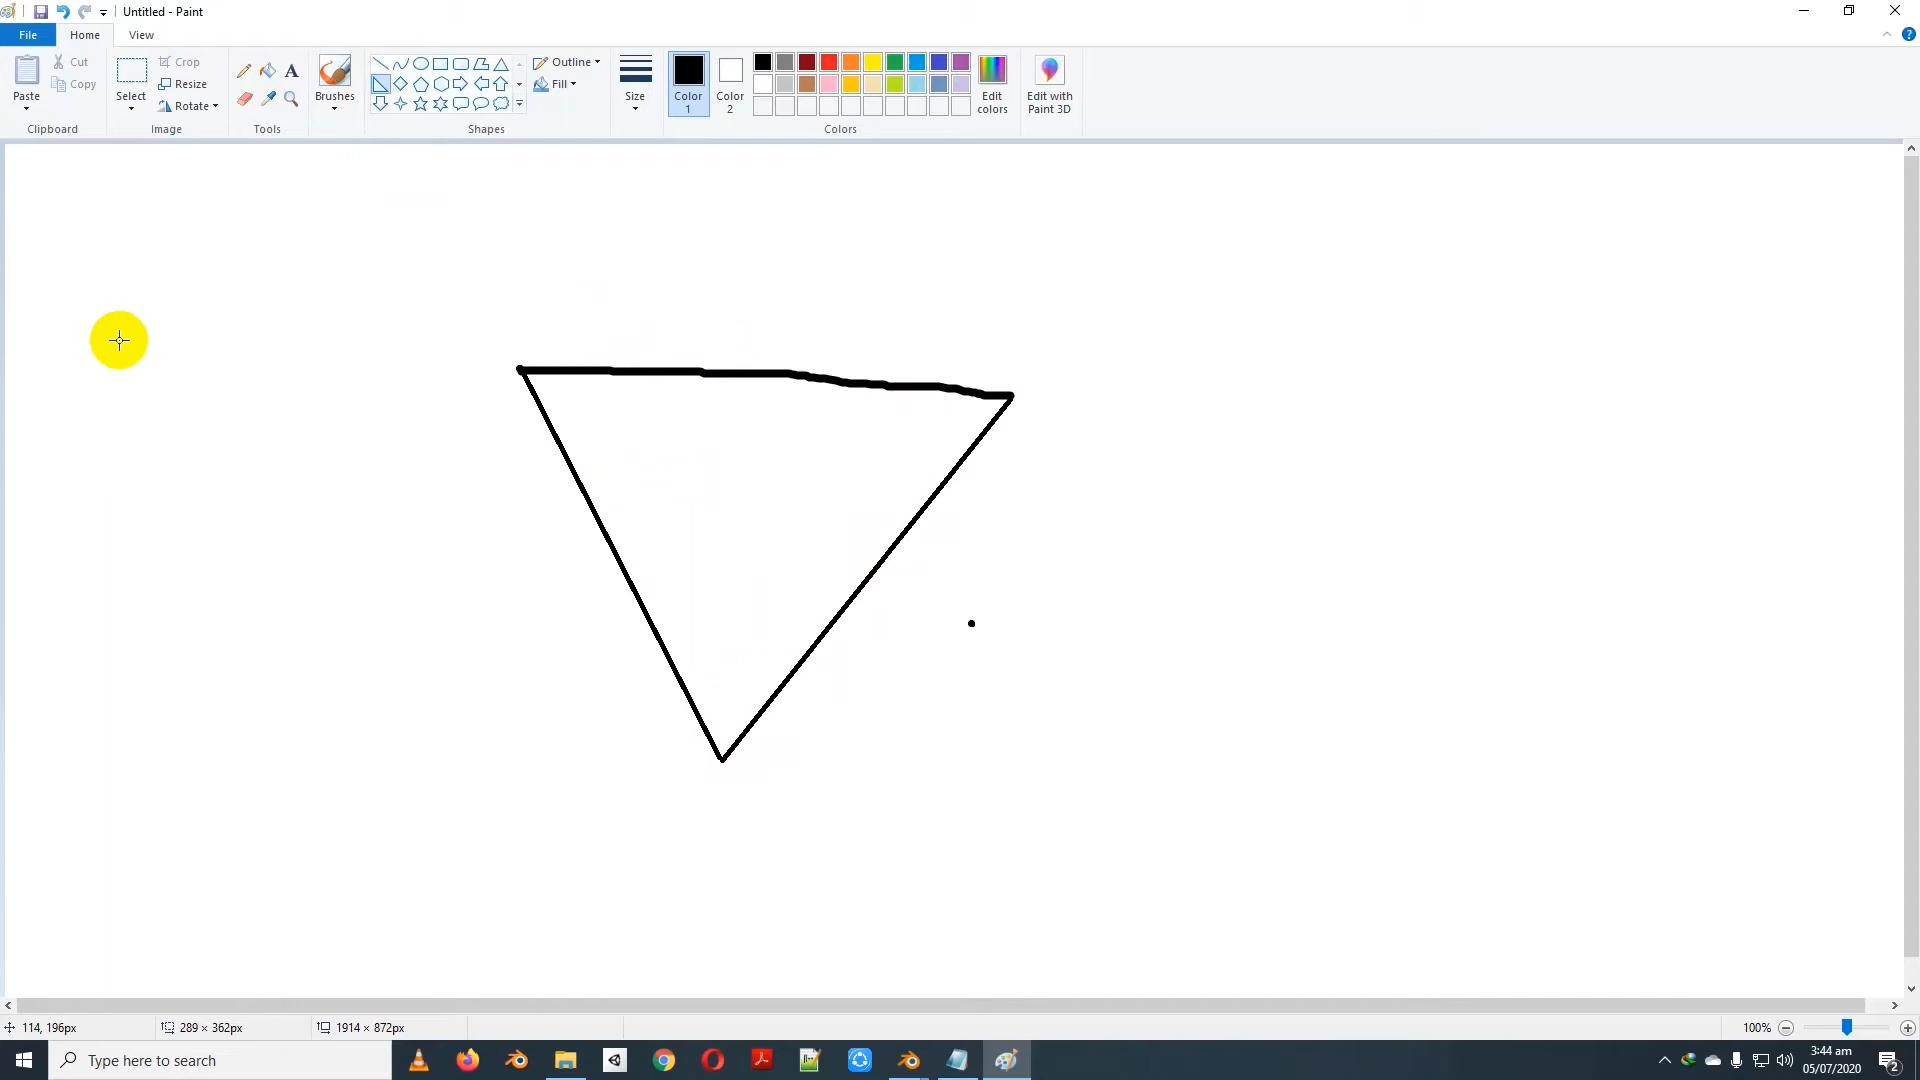 Untitled - Paint
File Home View
Paste
Cut
Copy
Clipboard
Select
Crop
Resize
Rotate
Image
A
Tools
Brushes
Outline
Fill
Shapes
Size
Color 1
Color 2
Edit colors
Colors
Edit with Paint 3D
114, 196px 289 × 362px 1914 × 872px 100%
Type here to search
3:44 am
05/07/2020
2